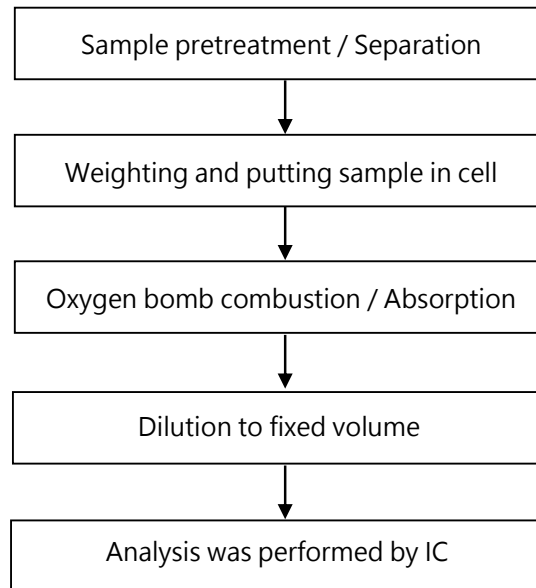 Sample pretreatment / Separation
Weighting and putting sample in cell
Oxygen bomb combustion / Absorption
Dilution to fixed volume
Analysis was performed by IC